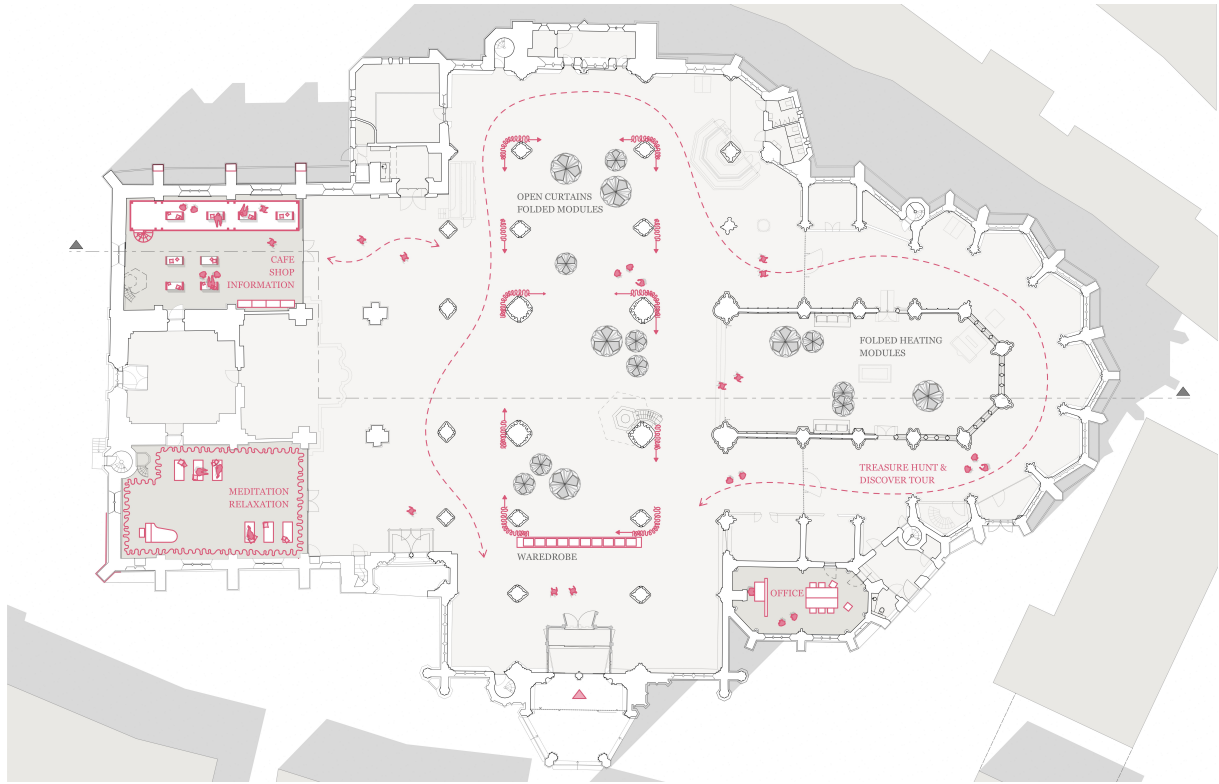 OPEN CURTAINS
FOLDED MODULES
CAFE
SHOP
INFORMATION
FOLDED HEATING
MODULES
TREASURE HUNT &
DISCOVER TOUR
MEDITATION
RELAXATION
WAREDROBE
OFFICE